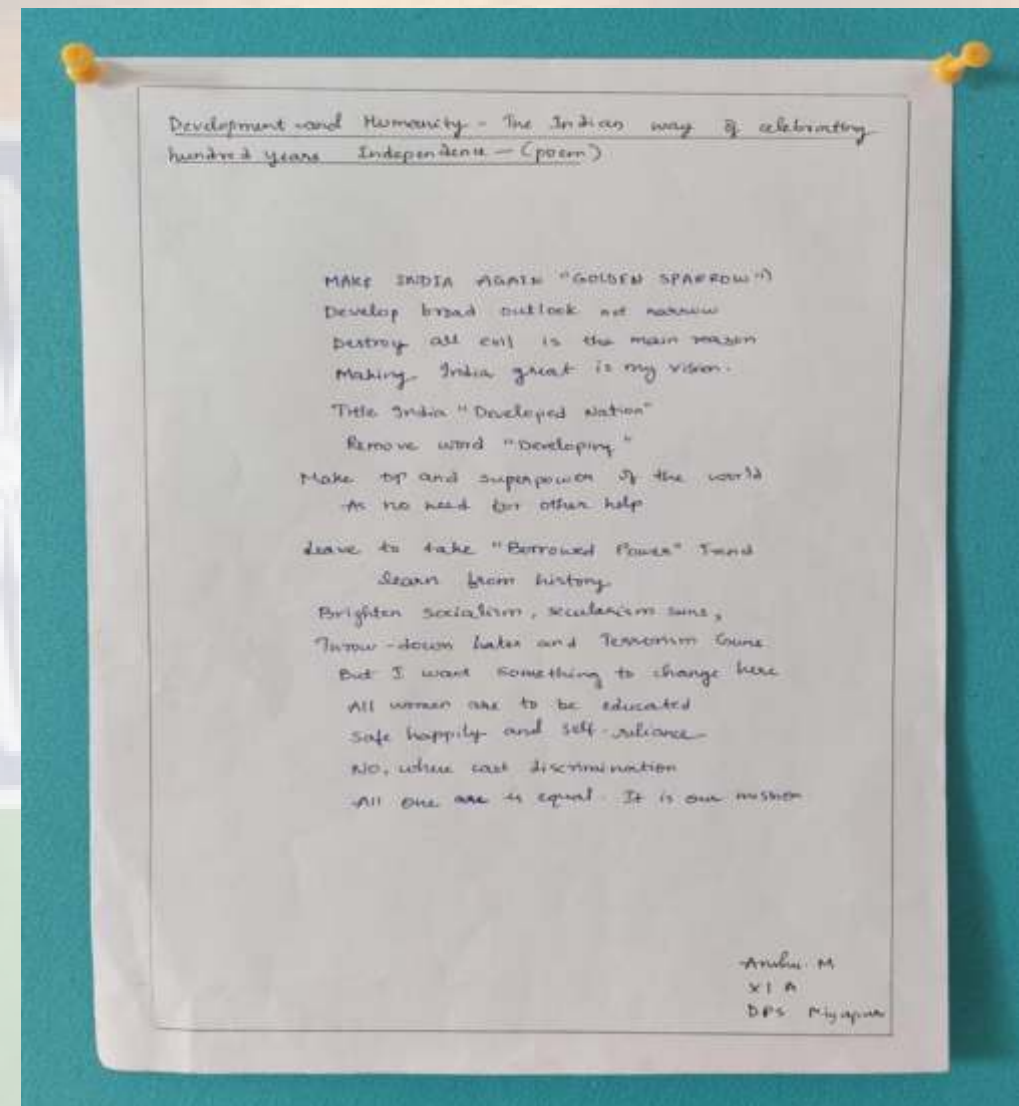 Development and Humanity - The Indian way of celebrating
hundred years Independence - (poem)
MAKE INDIA AGAIN "GOLDEN SPARROW")
Develop broad outlook not narrow
Destroy all evil is the main reason
Making India great is my vision.
Title India "Developed Nation"
Remove word "Developing"
Make top and superpower of the world
As no need for other help
Leave to take "Borrowed Power" Trend
learn from history
Brighten socialism, secularism suns,
Throw-down hates and Terrorism Guns
But I want something to change here
All women are to be educated
safe happily and self-reliance
No, where cast discrimination
All one are is equal. It is our mission
M
XI A
DPS Miyapur